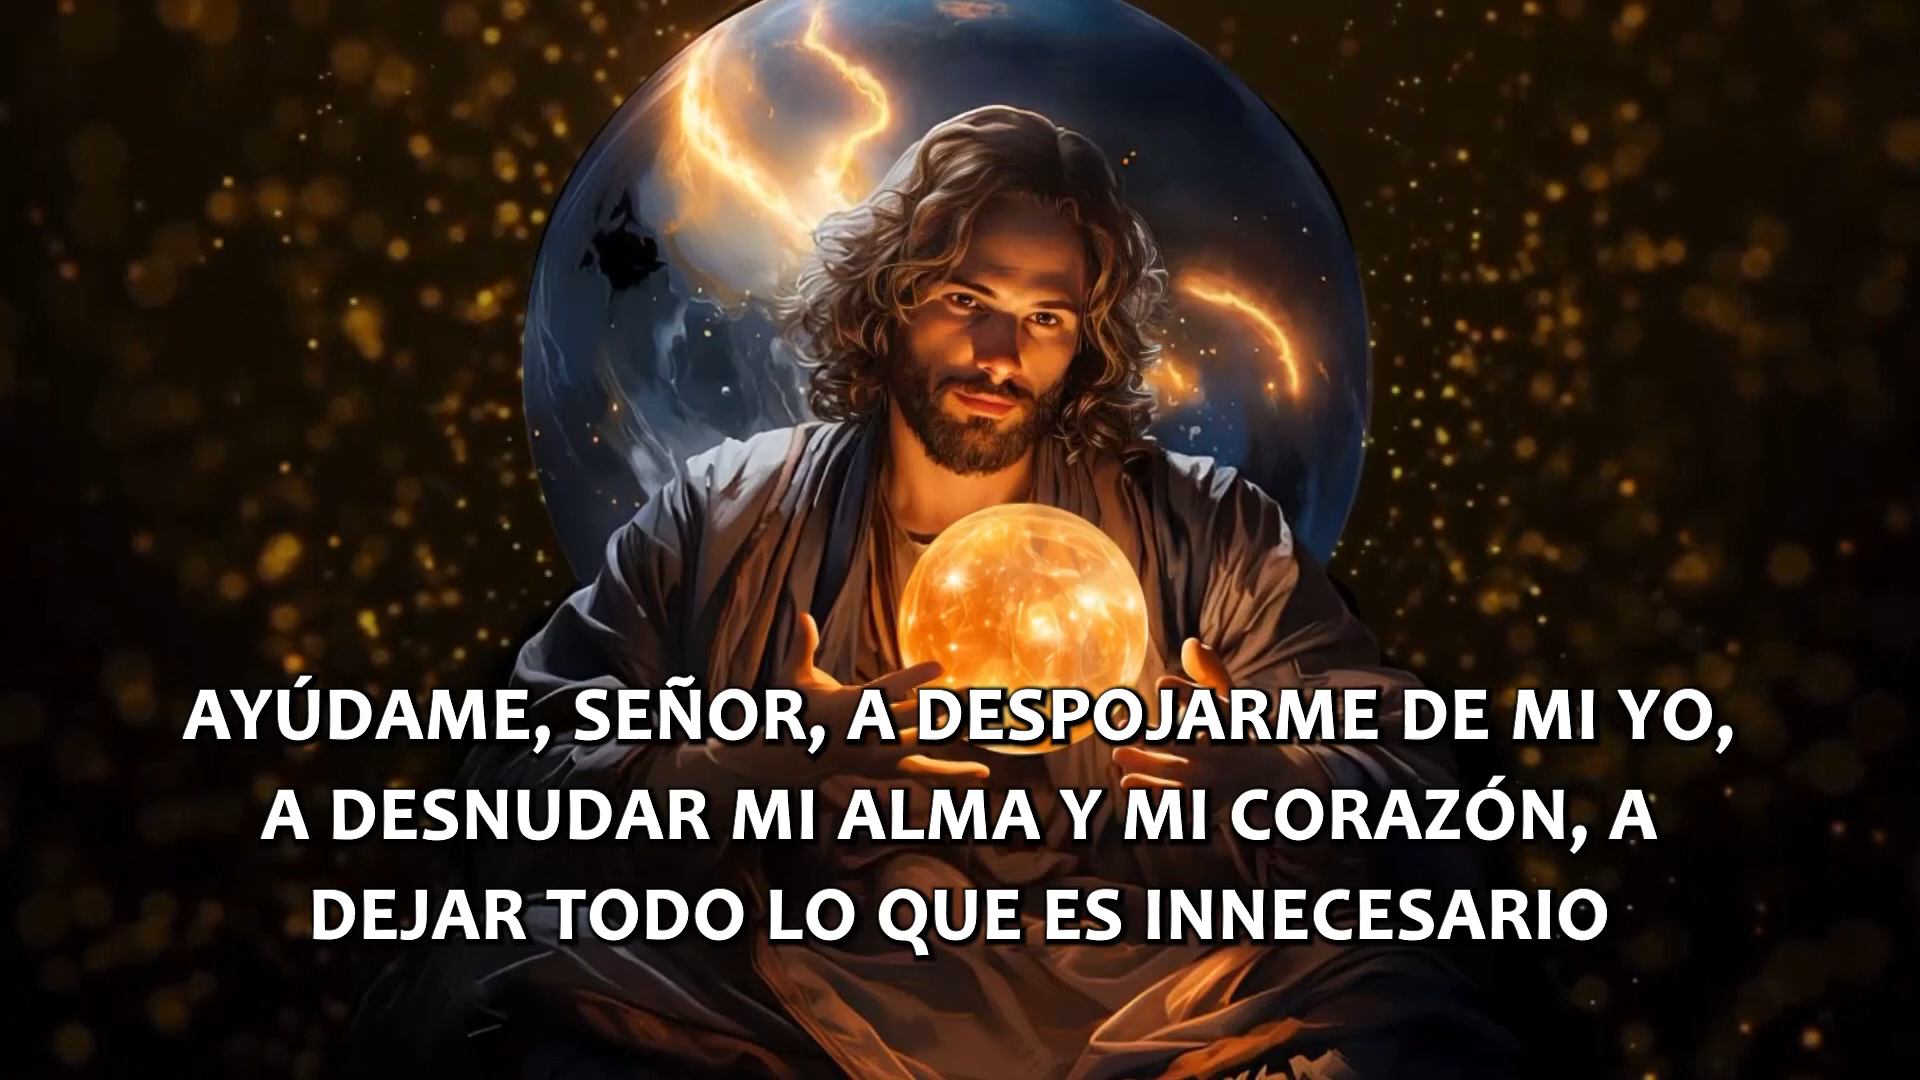 AYÚDAME, SEÑOR, A DESPOJARME DE MI YO,
A DESNUDAR MI ALMA Y MI CORAZÓN, A
DEJAR TODO LO QUE ES INNECESARIO